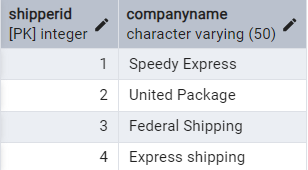 shipperid companyname
[PK] integer character varying (50)
1 Speedy Express
2 United Package
3 Federal Shipping
4 Express shipping